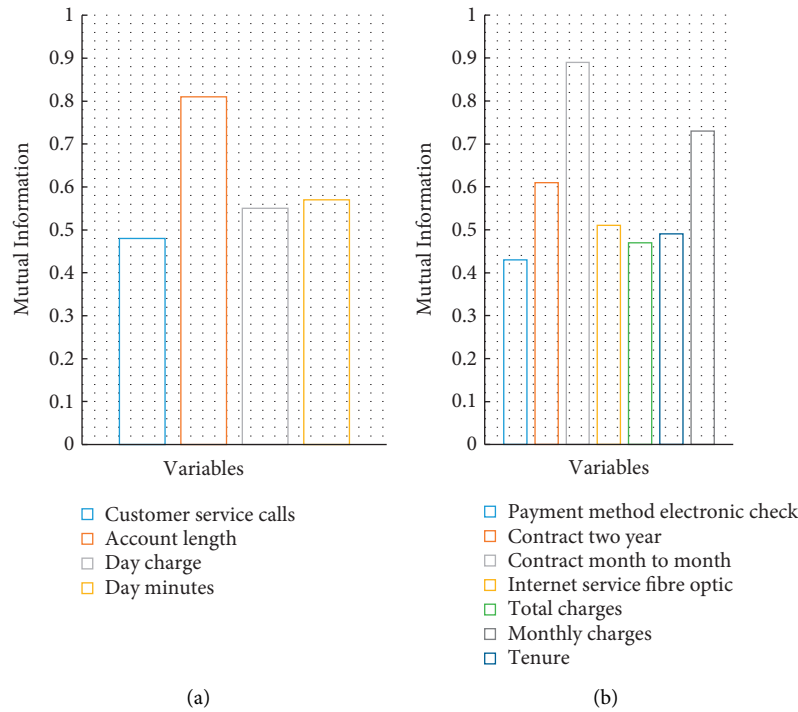 1
0.9
0.8
0.7
0.6
0.5
0.4
0.3
0.2
0.1
0
Mutual Information
Variables
Customer service calls
Account length
Day charge
Day minutes
(a)
1
0.9
0.8
0.7
0.6
0.5
0.4
0.3
0.2
0.1
0
Mutual Information
Variables
Payment method electronic check
Contract two year
Contract month to month
Internet service fibre optic
Total charges
Monthly charges
Tenure
(b)